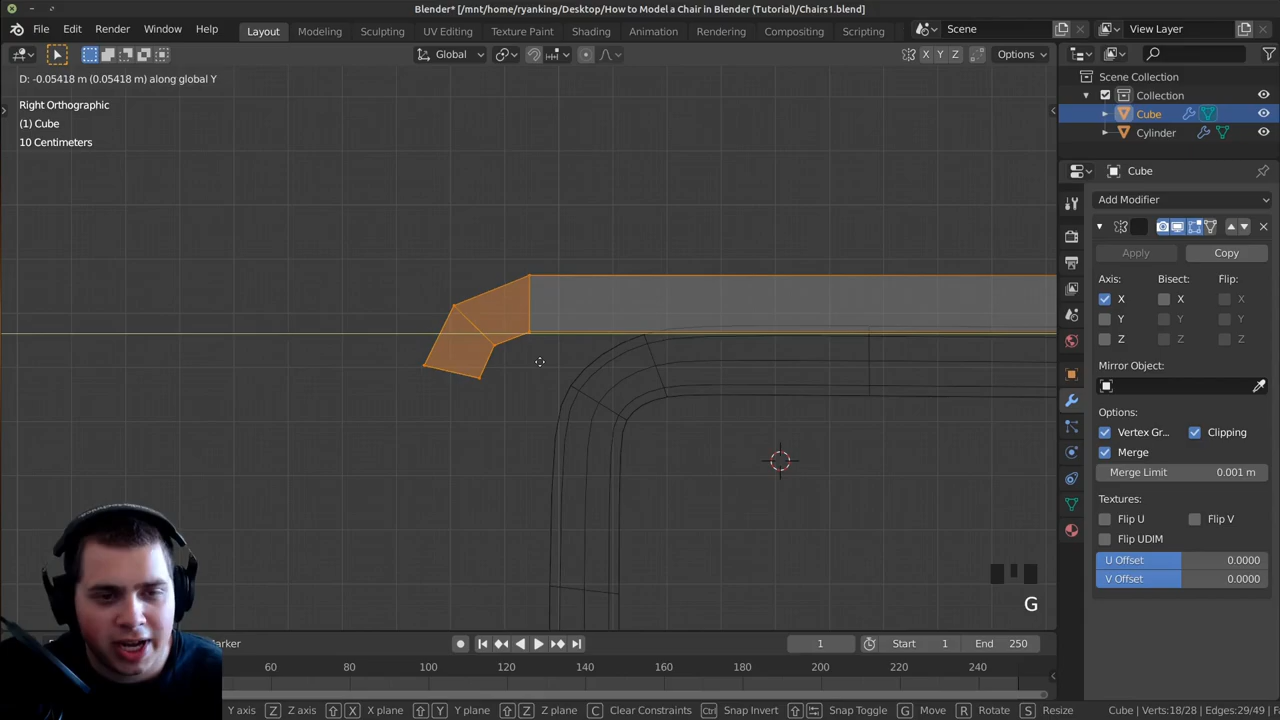 Blender* [/mnt/home/ryanking/Desktop/How to Model a Chair in Blender (Tutorial)/Chairs1.blend]
File Edit Render Window Help Layout Modeling Sculpting UV Editing Texture Paint Shading Animation Rendering Compositing Scripting Scene View Layer
Global X Y Z Options
D: -0.05418 m (0.05418 m) along global Y
Right Orthographic
(1) Cube
10 Centimeters
Scene Collection
Collection
Cube
Cylinder
Cube
Add Modifier
Apply Copy
Axis: Bisect: Flip:
X X X
Y Y Y
Z Z Z
Mirror Object:
Options:
Vertex Gr... Clipping
Merge
Merge Limit 0.001 m
Textures:
Flip U Flip V
Flip UDIM
U Offset 0.0000
V Offset 0.0000
G
Marker 1 Start 1 End 250
60 80 100 120 140 160 180 200 220 240
Y axis Z Z axis X X plane Y Y plane Z Z plane C Clear Constraints Ctrl Snap Invert Snap Toggle G Move R Rotate S Resize Cube | Verts:18/28 | Edges:29/49 | Fa